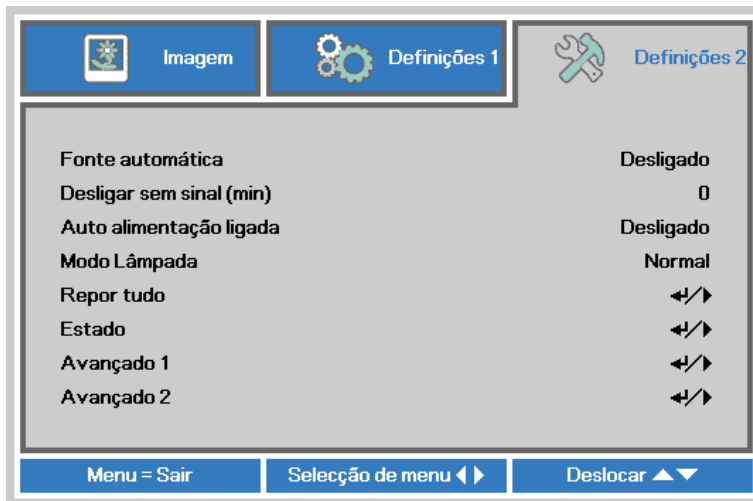 Imagem
Definições 1
Definições 2
Fonte automática Desligado
Desligar sem sinal (min) 0
Auto alimentação ligada Desligado
Modo Lâmpada Normal
Repor tudo ↵/▶
Estado ↵/▶
Avançado 1 ↵/▶
Avançado 2 ↵/▶
Menu = Sair
Selecção de menu ◀ ▶
Deslocar ▲▼